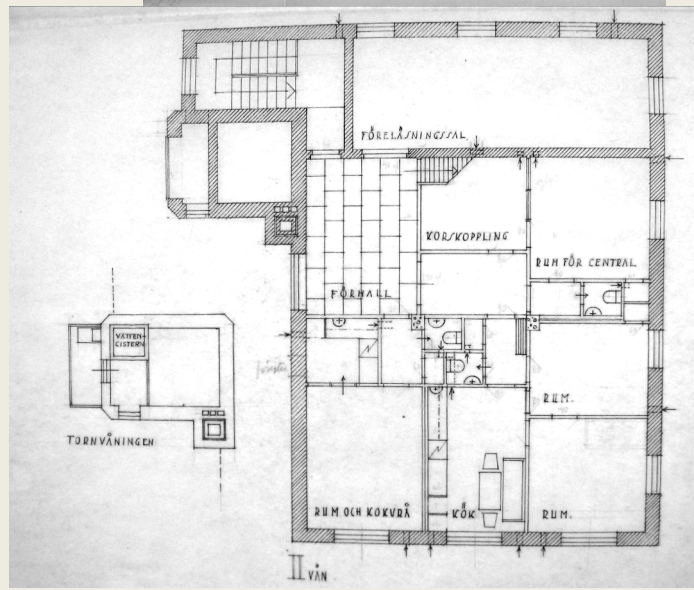 FÖRELÄSNINGSSAL
KORSKOPPLING
RUM FÖR CENTRAL
FÖRHALL
VATTEN-
CISTERN
TORNVÅNINGEN
RUM.
RUM OCH KOKVRÅ
KÖK
RUM.
II VÅN